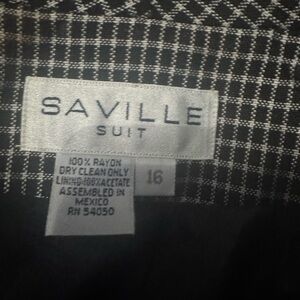 SAVILLE
SUIT
100% RAYON
DRY CLEAN ONLY
LINING-100% ACETATE
ASSEMBLED IN
MEXICO
RN 54050
16